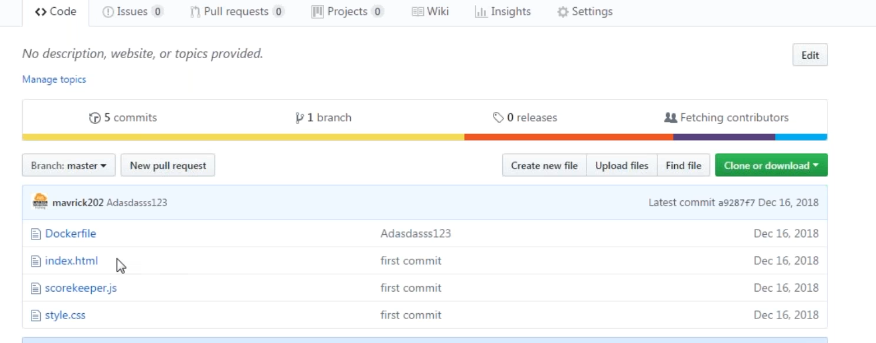 Code Issues 0 Pull requests 0 Projects 0 Wiki Insights Settings
No description, website, or topics provided. Edit
Manage topics
5 commits 1 branch 0 releases Fetching contributors
Branch: master New pull request Create new file Upload files Find file Clone or download
mavrick202 Adasdasss123 Latest commit a9287f7 Dec 16, 2018
Dockerfile Adasdasss123 Dec 16, 2018
index.html first commit Dec 16, 2018
scorekeeper.js first commit Dec 16, 2018
style.css first commit Dec 16, 2018